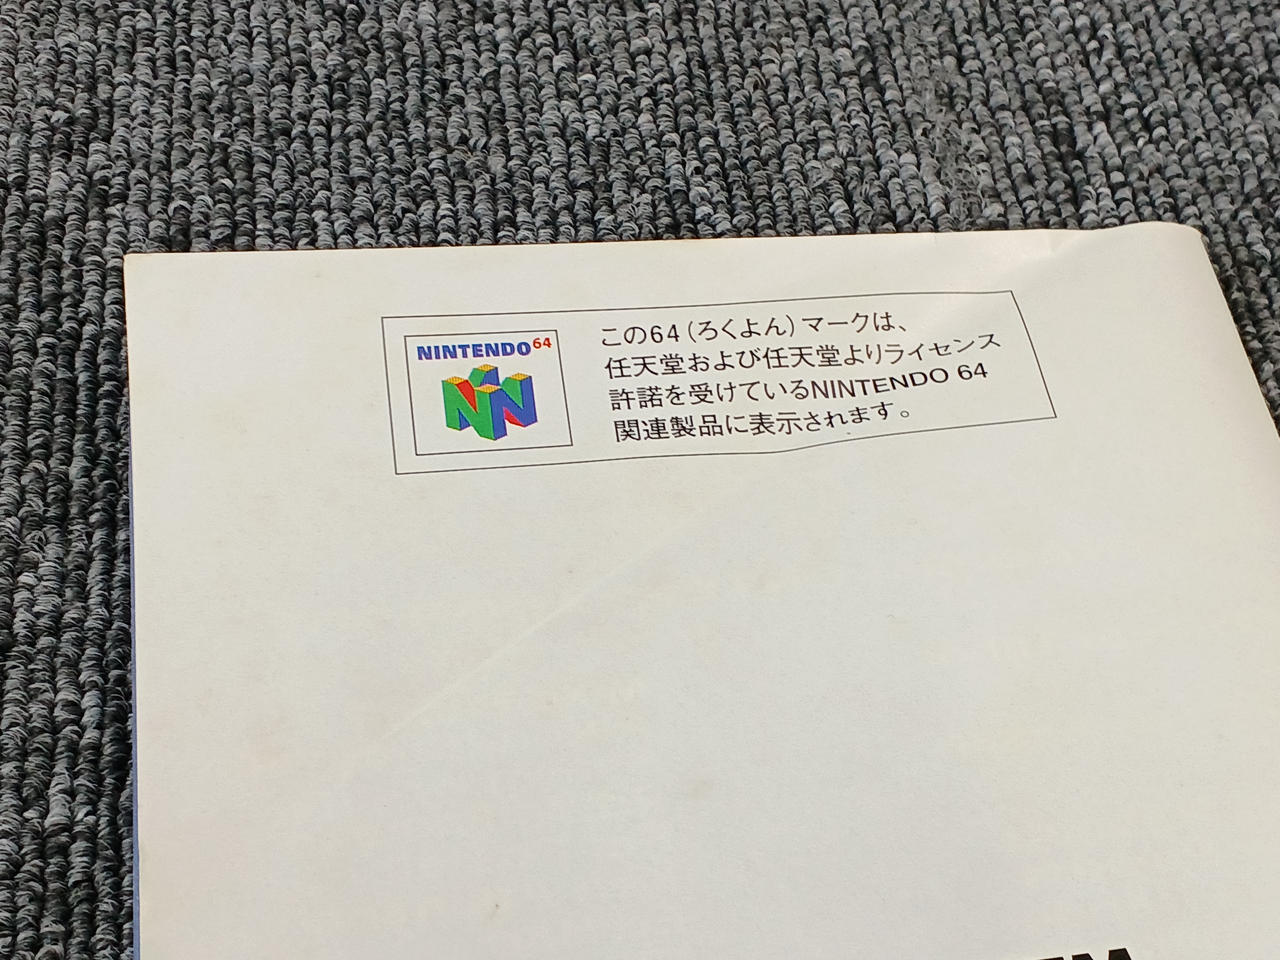 NINTENDO64
この64(ろくよん)マークは、
任天堂および任天堂よりライセンス
許諾を受けているNINTENDO 64
関連製品に表示されます。